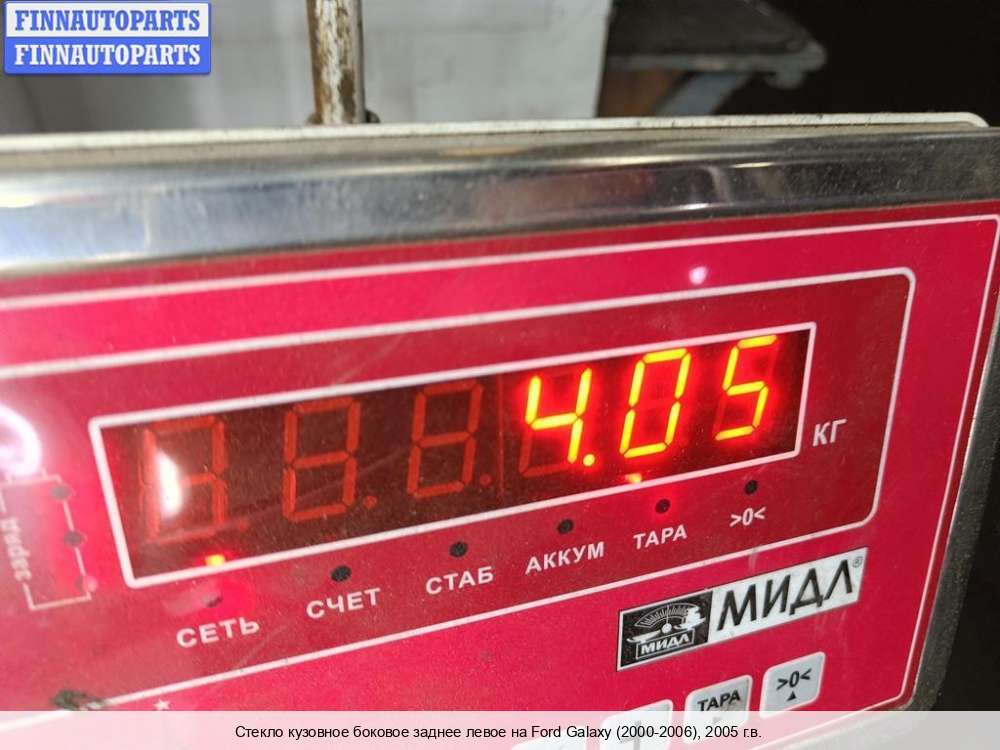 FINNAUTOPARTS
FINNAUTOPARTS
4.05
КГ
СЕТЬ
СЧЕТ
СТАБ
АККУМ
ТАРА
>0<
МИДЛ
МИДЛ®
ТАРА
>0<
Стекло кузовное боковое заднее левое на Ford Galaxy (2000-2006), 2005 г.в.